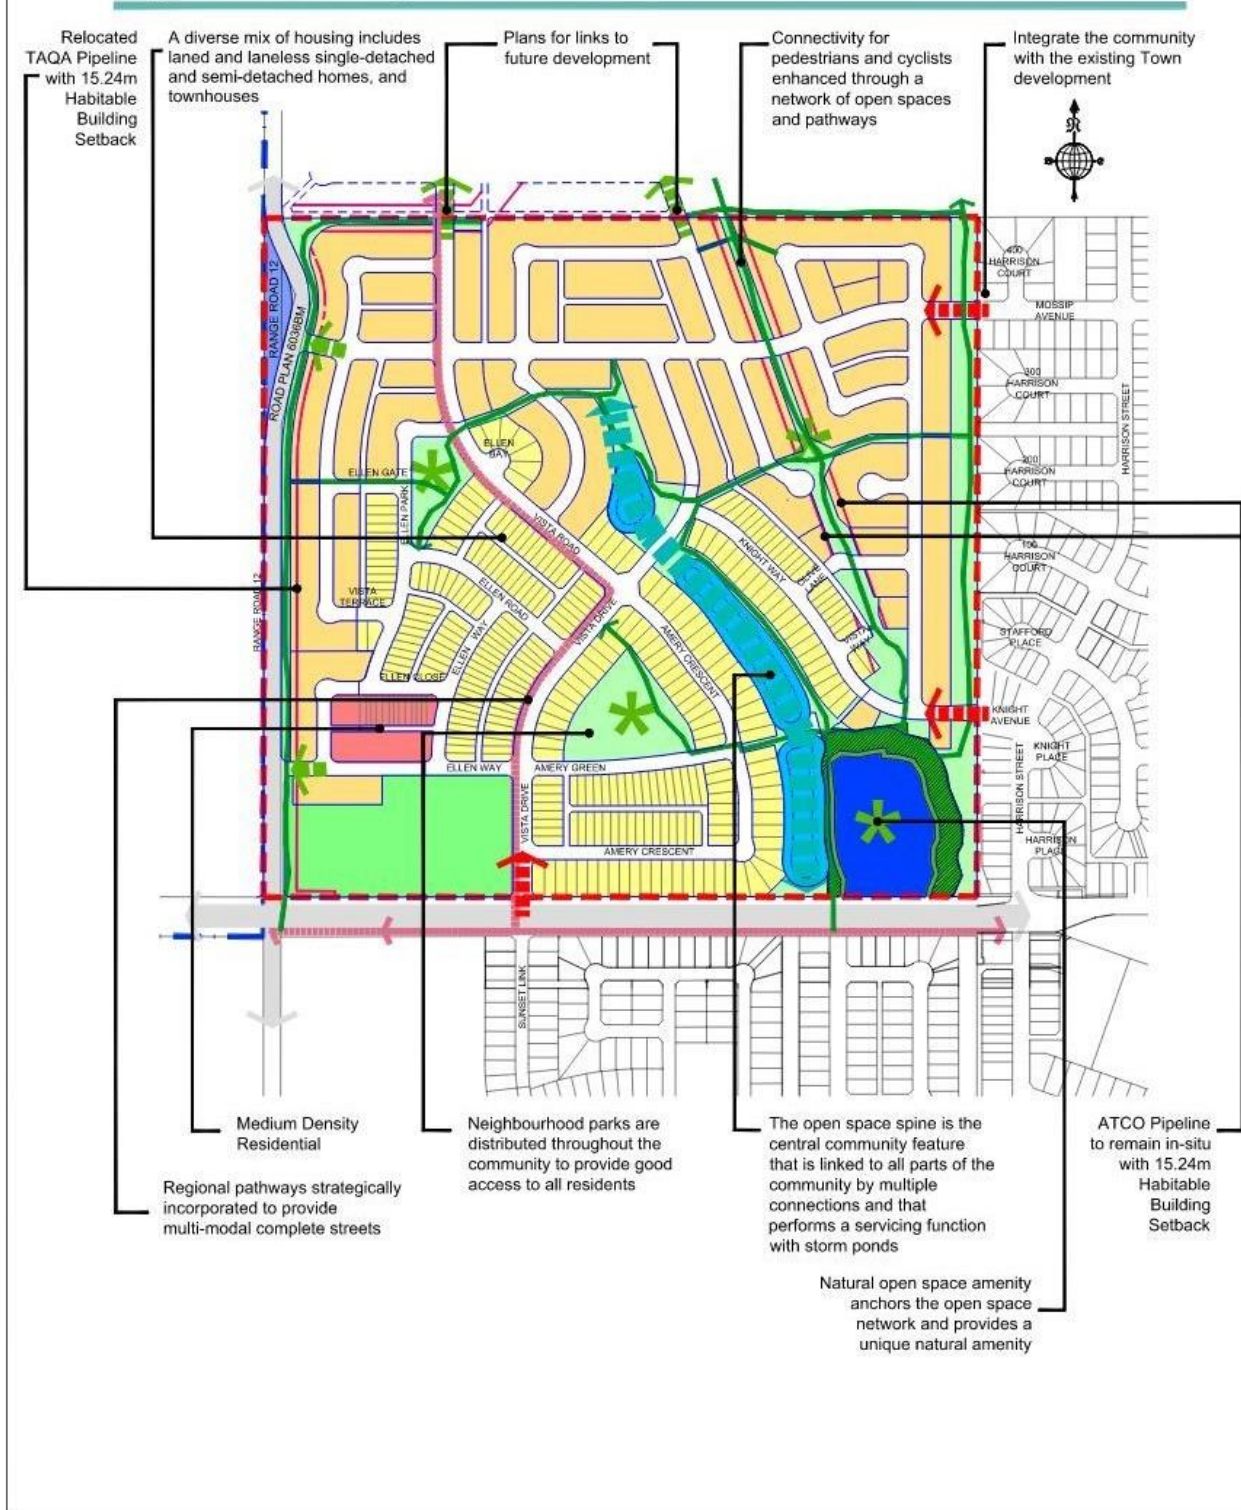 Relocated
TAQA Pipeline
with 15.24m
Habitable
Building
Setback
A diverse mix of housing includes
laned and laneless single-detached
and semi-detached homes, and
townhouses
Plans for links to
future development
Connectivity for
pedestrians and cyclists
enhanced through a
network of open spaces
and pathways
Integrate the community
with the existing Town
development
RANGE ROAD 12
ROAD PLAN 6036BM
400
HARRISON
COURT
MOSSIP
AVENUE
300
HARRISON
COURT
HARRISON STREET
200
HARRISON
COURT
100
HARRISON
COURT
ELLEN
BAY
ELLEN GATE
ELLEN PARK
VISTA ROAD
KNIGHT WAY
OLIVE
LANE
RANGE ROAD 12
VISTA
TERRACE
ELLEN ROAD
ELLEN WAY
VISTA DRIVE
AMERY CRESCENT
VISTA
WAY
STAFFORD
PLACE
ELLEN CLOSE
KNIGHT
AVENUE
KNIGHT
PLACE
HARRISON STREET
ELLEN WAY
AMERY GREEN
VISTA DRIVE
AMERY CRESCENT
HARRISON
PLACE
SUNSET LINK
Medium Density
Residential
Regional pathways strategically
incorporated to provide
multi-modal complete streets
Neighbourhood parks are
distributed throughout the
community to provide good
access to all residents
The open space spine is the
central community feature
that is linked to all parts of the
community by multiple
connections and that
performs a servicing function
with storm ponds
ATCO Pipeline
to remain in-situ
with 15.24m
Habitable
Building
Setback
Natural open space amenity
anchors the open space
network and provides a
unique natural amenity